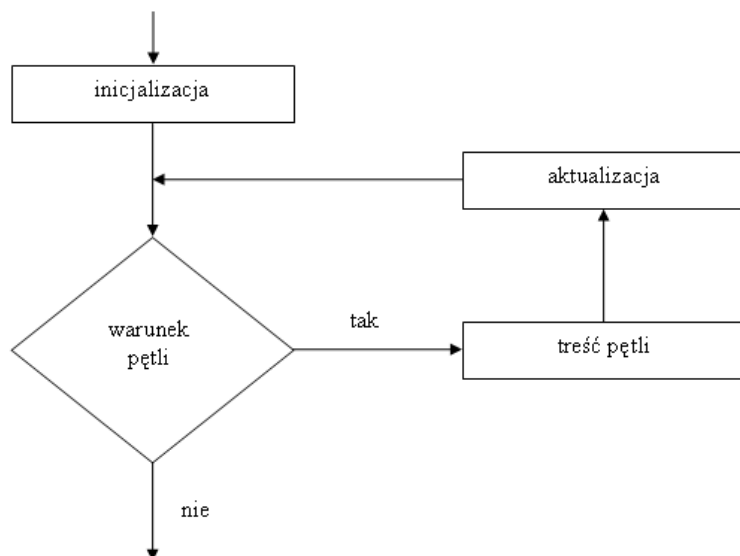 inicjalizacja
aktualizacja
warunek
pętli
tak
treść pętli
nie